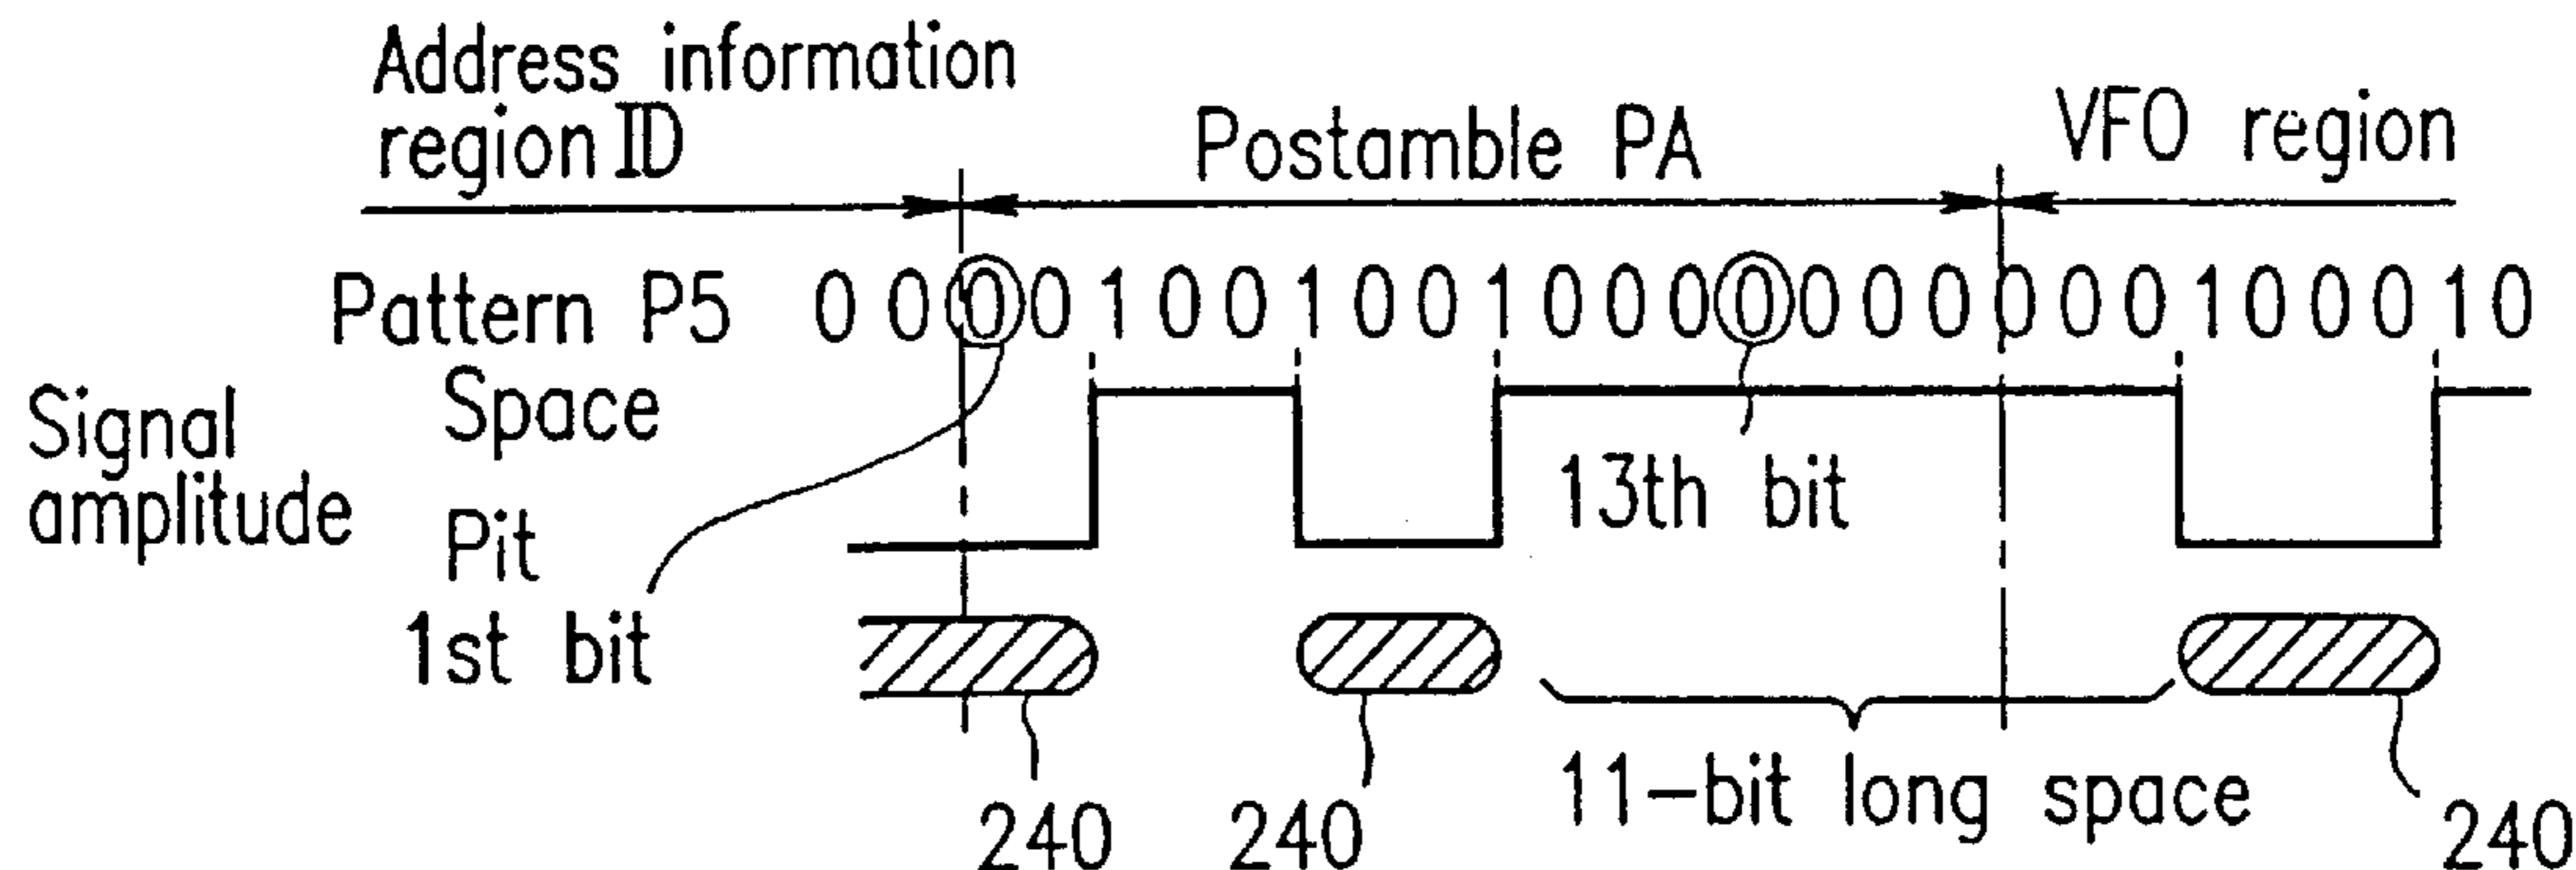 Address information
region ID
Postamble PA
VFO region
Pattern P5 0 0 0 0 1 0 0 1 0 0 1 0 0 0 0 0 0 0 0 0 0 1 0 0 0 1 0
Signal
amplitude
Space
Pit
1st bit
13th bit
11-bit long space
240
240
240